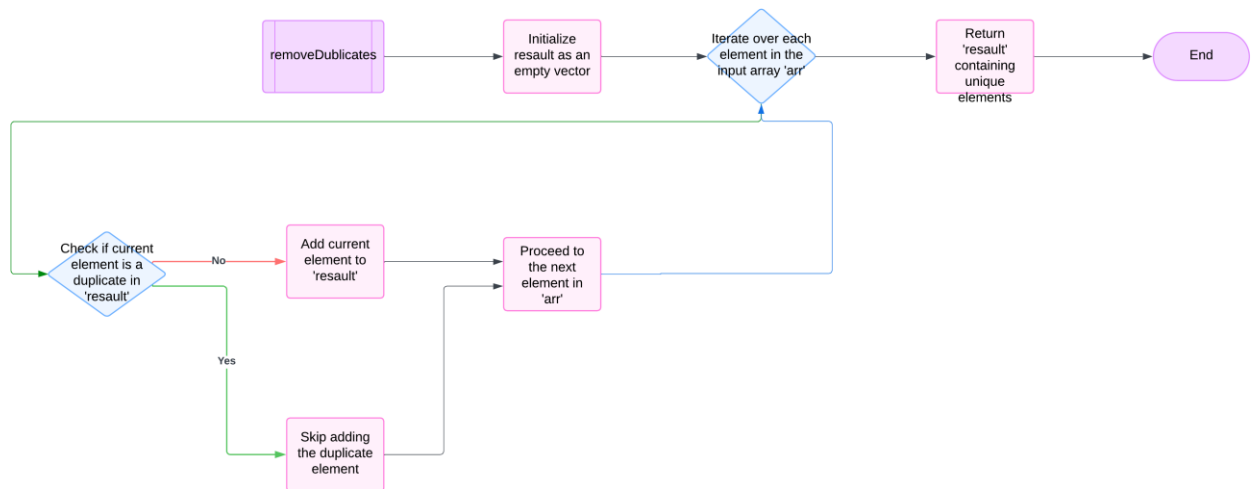 removeDublicates
Initialize
resault as an
empty vector
Iterate over each
element in the
input array 'arr'
Return
'resault'
containing
unique
elements
End
Check if current
element is a
duplicate in
'resault'
No
Add current
element to
'resault'
Proceed to
the next
element in
'arr'
Yes
Skip adding
the duplicate
element